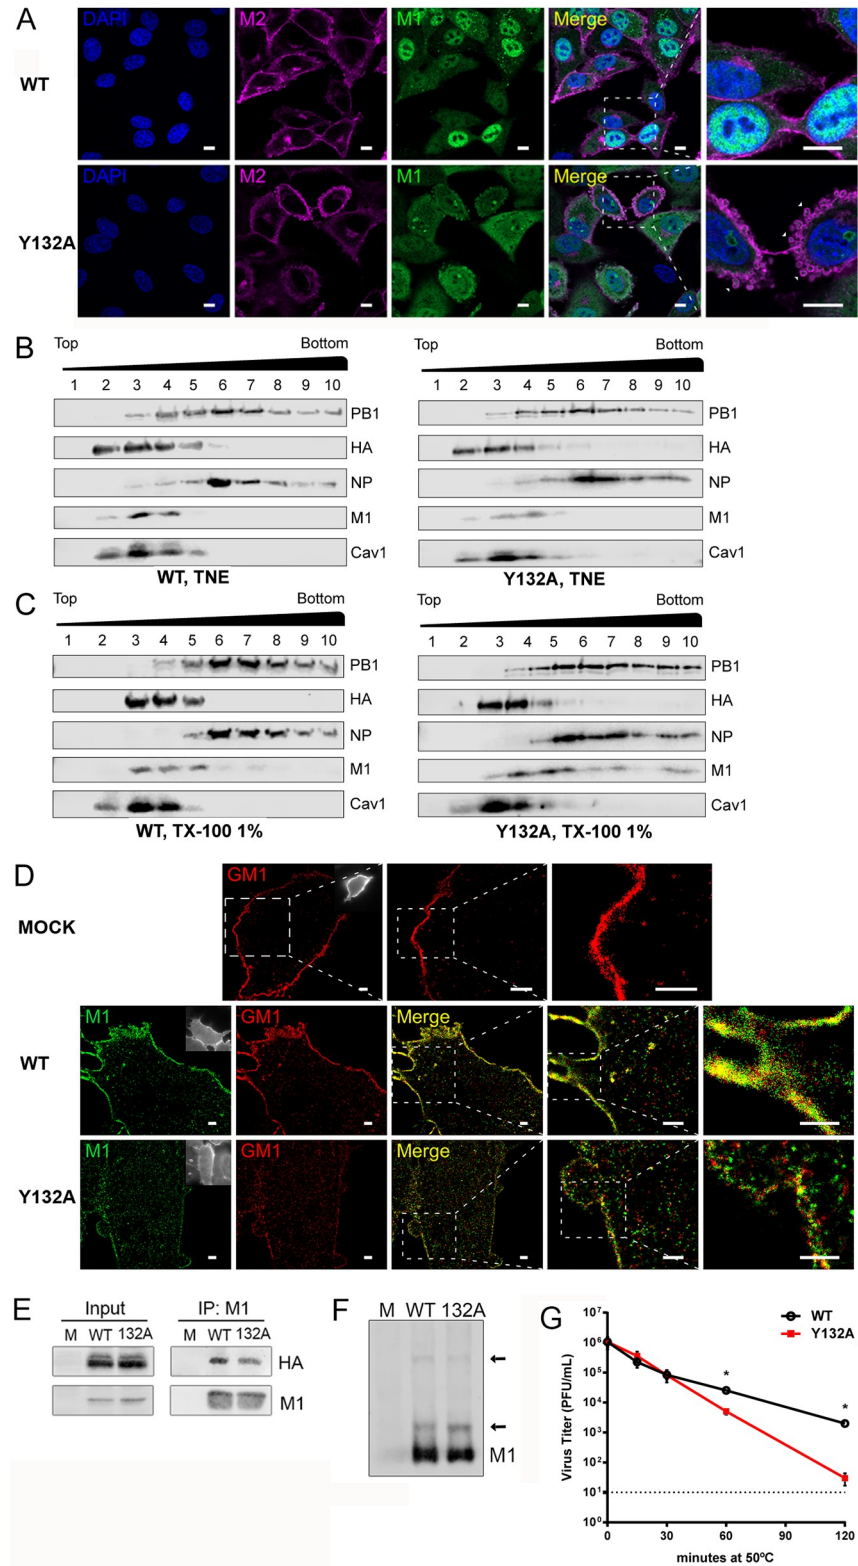 A
DAPI M2 M1 Merge
WT
DAPI M2 M1 Merge
Y132A
B
Top Bottom Top Bottom
1 2 3 4 5 6 7 8 9 10 1 2 3 4 5 6 7 8 9 10
PB1 PB1
HA HA
NP NP
M1 M1
Cav1 Cav1
WT, TNE Y132A, TNE
C
Top Bottom Top Bottom
1 2 3 4 5 6 7 8 9 10 1 2 3 4 5 6 7 8 9 10
PB1 PB1
HA HA
NP NP
M1 M1
Cav1 Cav1
WT, TX-100 1% Y132A, TX-100 1%
D
GM1
MOCK
M1 GM1 Merge
WT
M1 GM1 Merge
Y132A
E
Input IP: M1
M WT 132A M WT 132A
HA
M1
F
M WT 132A
M1
G
WT
Y132A
Virus Titer (PFU/mL)
10⁷
10⁶
10⁵
10⁴
10³
10²
10¹
10⁰
* *
0 30 60 90 120
minutes at 50ºC